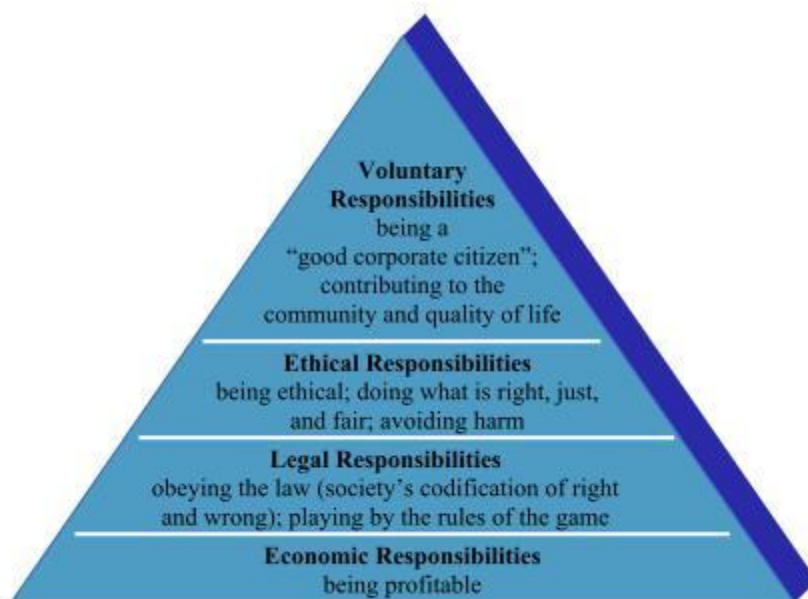 Voluntary
Responsibilities
being a
“good corporate citizen”;
contributing to the
community and quality of life
Ethical Responsibilities
being ethical; doing what is right, just,
and fair; avoiding harm
Legal Responsibilities
obeying the law (society’s codification of right
and wrong); playing by the rules of the game
Economic Responsibilities
being profitable